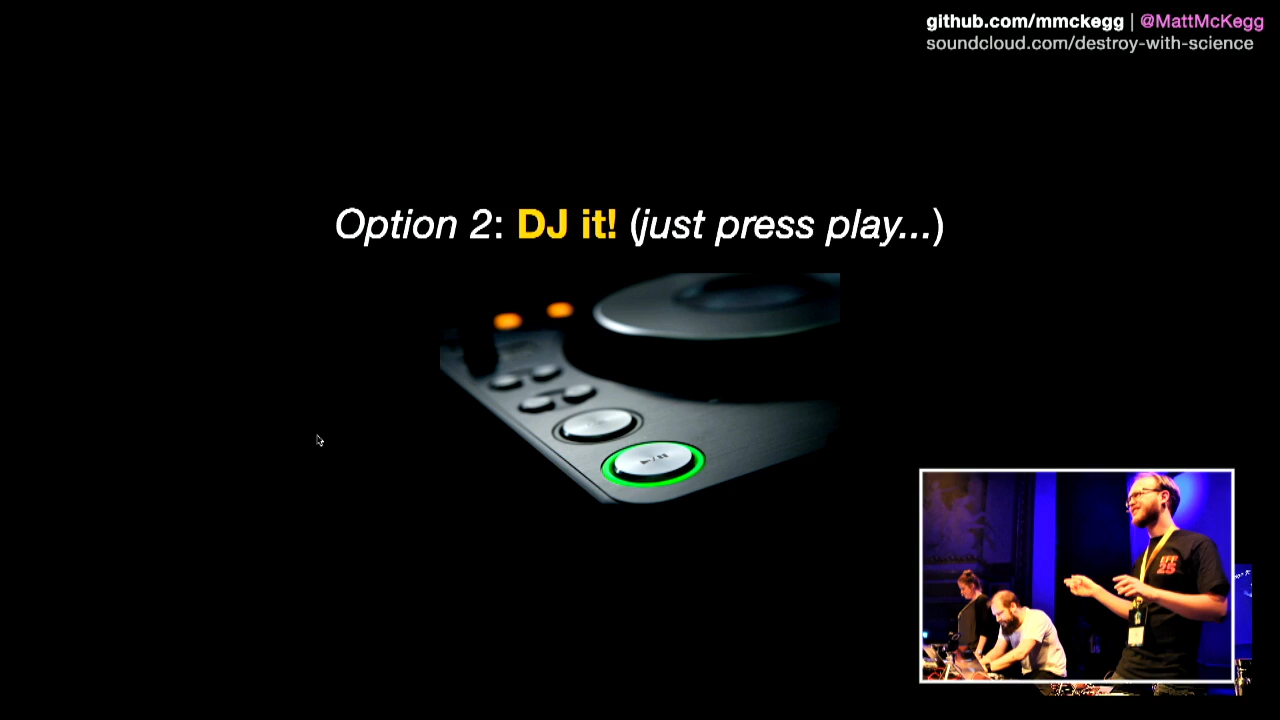 github.com/mmckegg | @MattMcKegg
soundcloud.com/destroy-with-science
Option 2: DJ it! (just press play...)